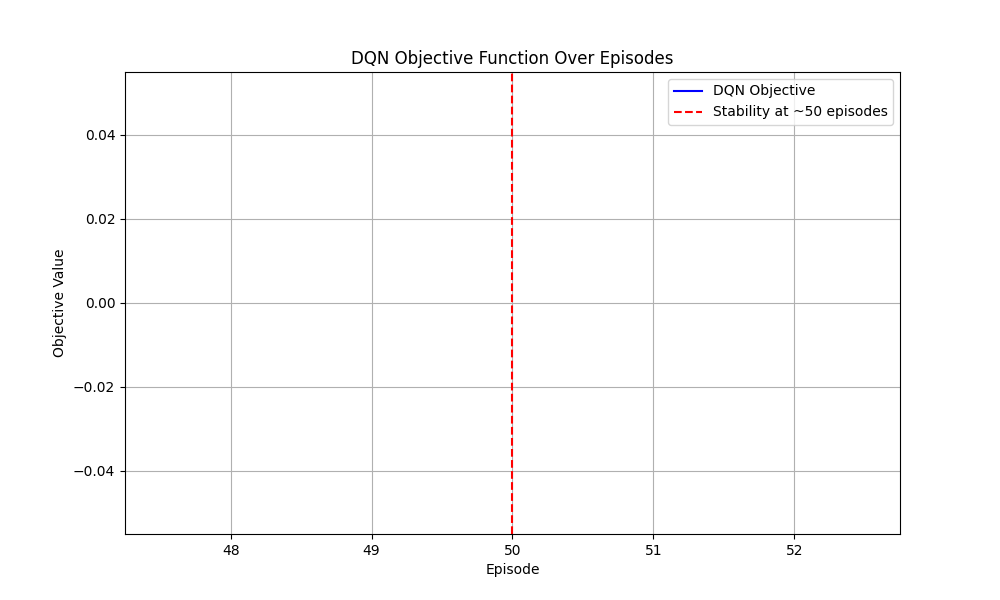 DQN Objective Function Over Episodes
DQN Objective
Stability at ~50 episodes
Objective Value
0.04
0.02
0.00
−0.02
−0.04
48 49 50 51 52
Episode